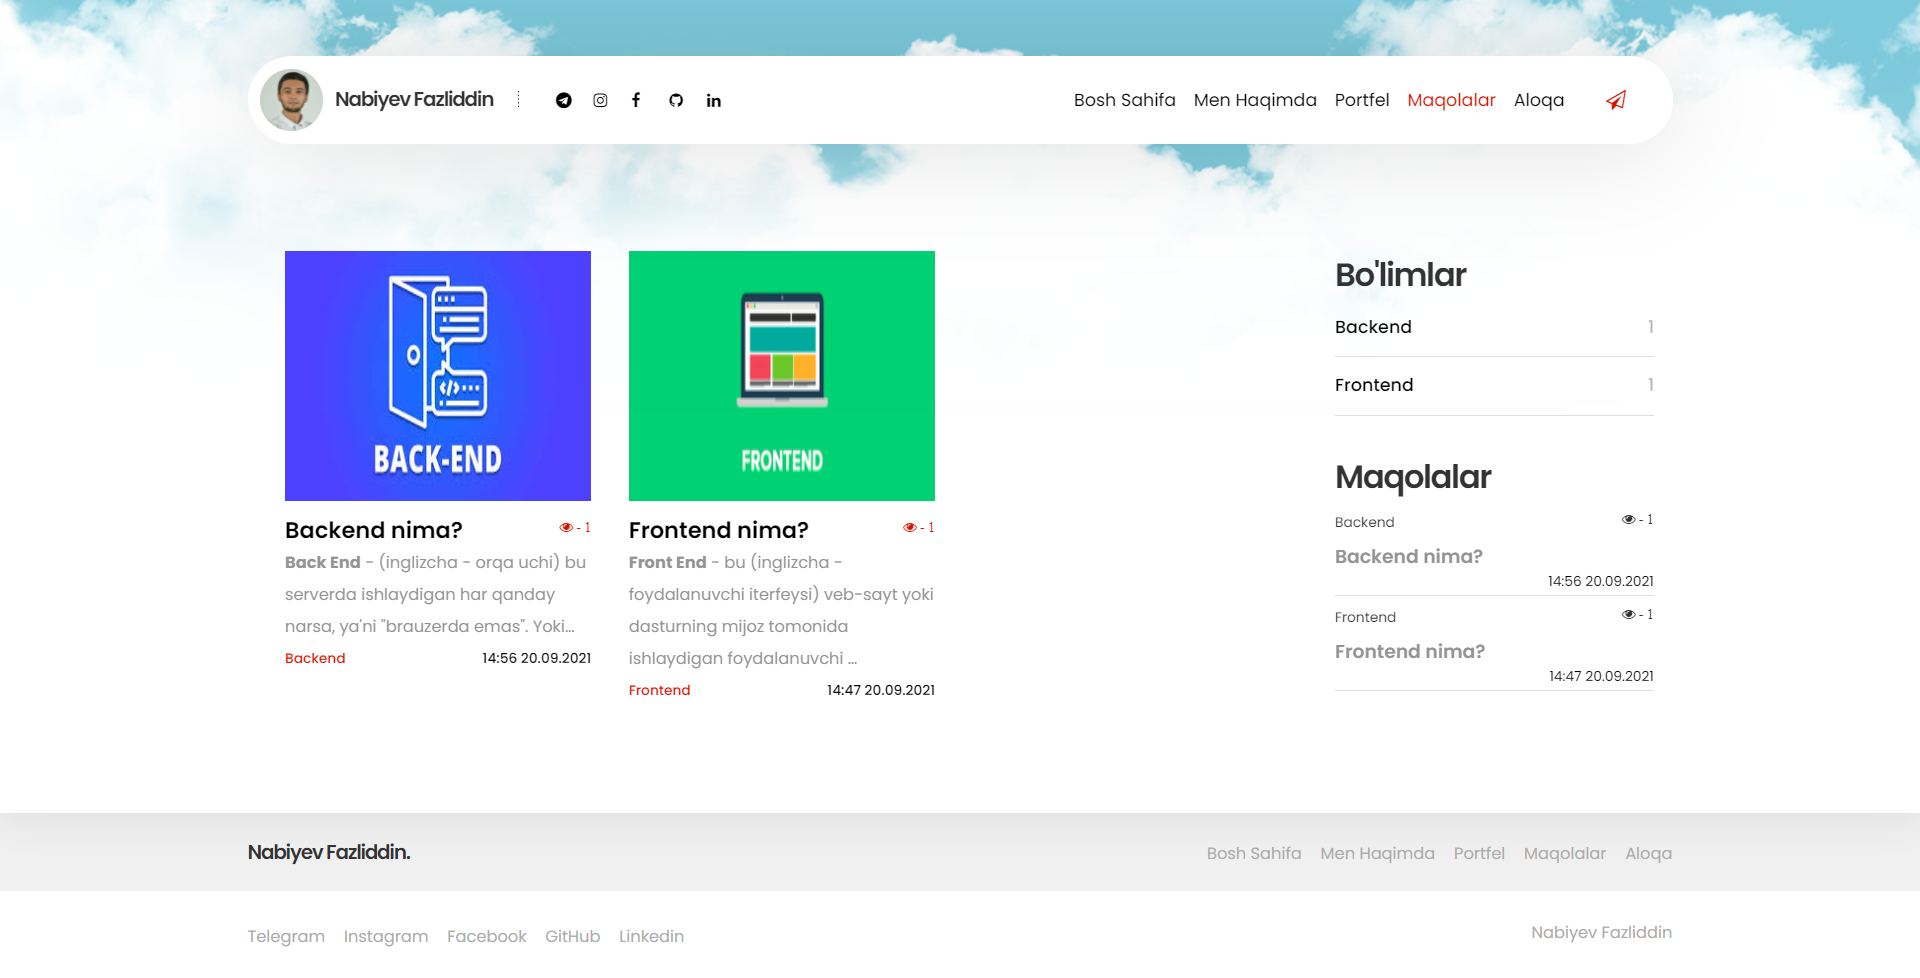 Nabiyev Fazliddin
Bosh Sahifa Men Haqimda Portfel Maqolalar Aloqa
BACK-END
Backend nima? - 1
Back End - (inglizcha - orqa uchi) bu
serverda ishlaydigan har qanday
narsa, ya'ni "brauzerda emas". Yoki...
Backend 14:56 20.09.2021
FRONTEND
Frontend nima? - 1
Front End - bu (inglizcha -
foydalanuvchi iterfeysi) veb-sayt yoki
dasturning mijoz tomonida
ishlaydigan foydalanuvchi ...
Frontend 14:47 20.09.2021
Bo'limlar
Backend 1
Frontend 1
Maqolalar
Backend - 1
Backend nima?
14:56 20.09.2021
Frontend - 1
Frontend nima?
14:47 20.09.2021
Nabiyev Fazliddin.
Bosh Sahifa Men Haqimda Portfel Maqolalar Aloqa
Telegram Instagram Facebook GitHub Linkedin
Nabiyev Fazliddin